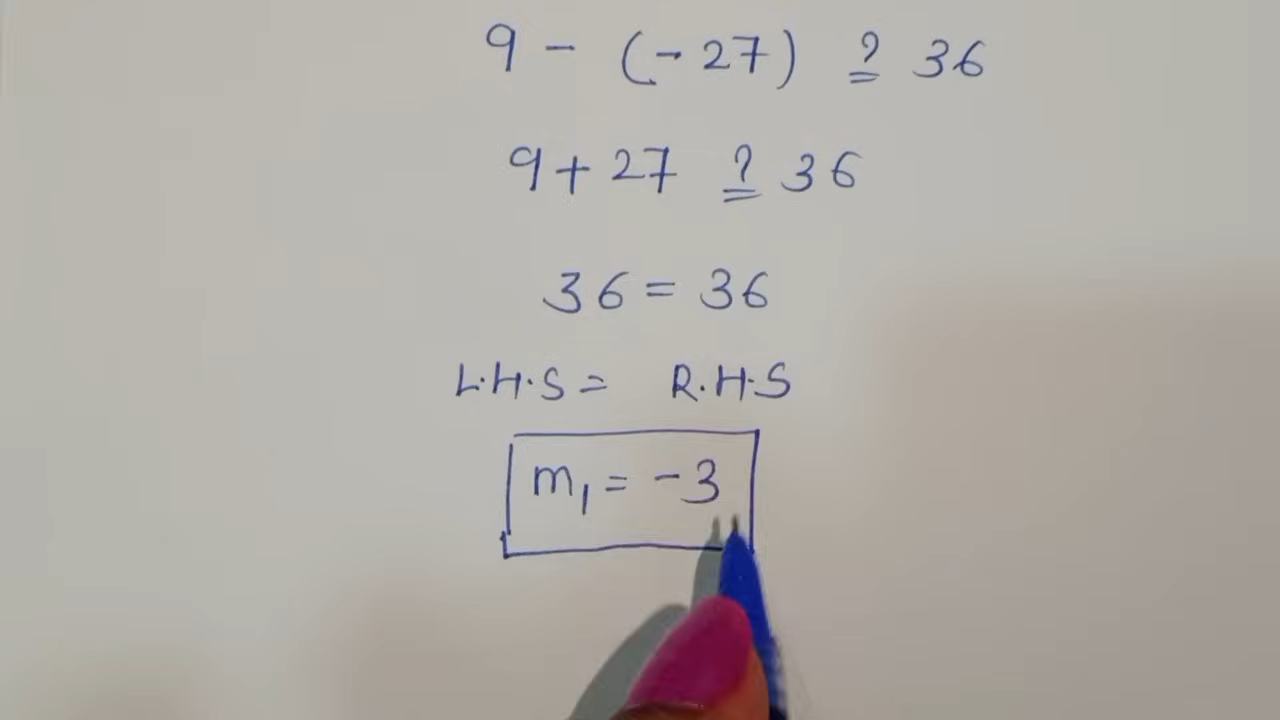 9 - (- 27) ≟ 36
9 + 27 ≟ 36
36 = 36
L.H.S = R.H.S
m₁ = -3